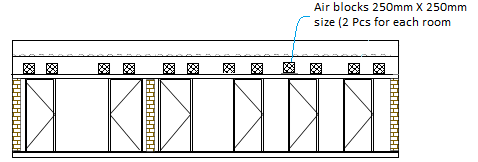 Air blocks 250mm X 250mm
size (2 Pcs for each room